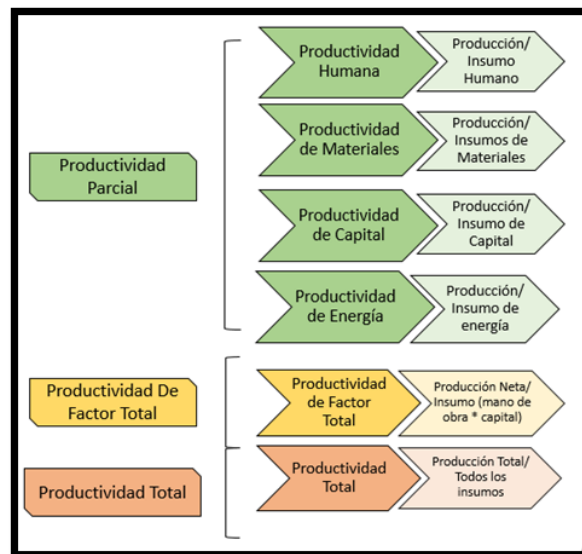 Productividad
Parcial
Productividad
Humana
Producción/
Insumo
Humano
Productividad
de Materiales
Producción/
Insumos de
Materiales
Productividad
de Capital
Producción/
Insumo de
Capital
Productividad
de Energía
Producción/
Insumo de
energía
Productividad De
Factor Total
Productividad
de Factor
Total
Producción Neta/
Insumo (mano de
obra * capital)
Productividad Total
Productividad
Total
Producción Total/
Todos los
insumos